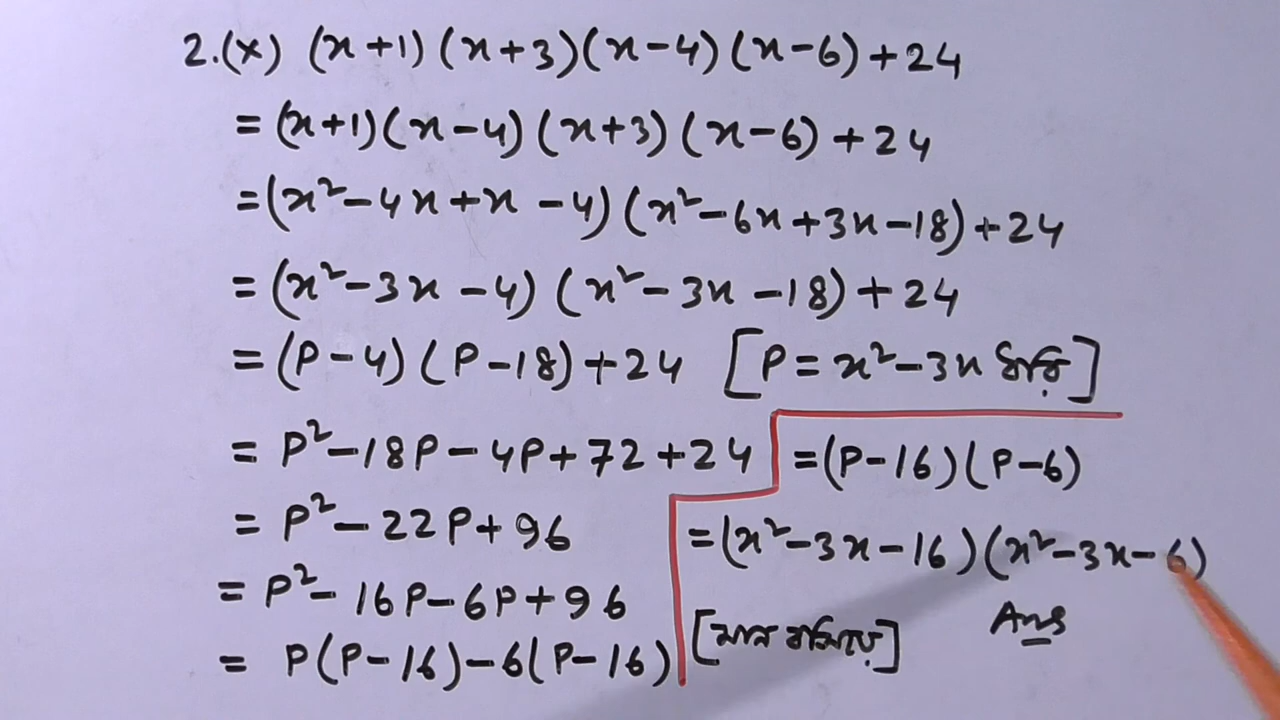 2.(x) (x+1)(x+3)(x-4)(x-6)+24
=(x+1)(x-4)(x+3)(x-6)+24
=(x²-4x+x-4)(x²-6x+3x-18)+24
=(x²-3x-4)(x²-3x-18)+24
=(P-4)(P-18)+24 [P=x²-3x ধরি]
=P²-18P-4P+72+24
=P²-22P+96
=P²-16P-6P+96
=P(P-16)-6(P-16)
=(P-16)(P-6)
=(x²-3x-16)(x²-3x-6)
[মান বসিয়ে] Ans